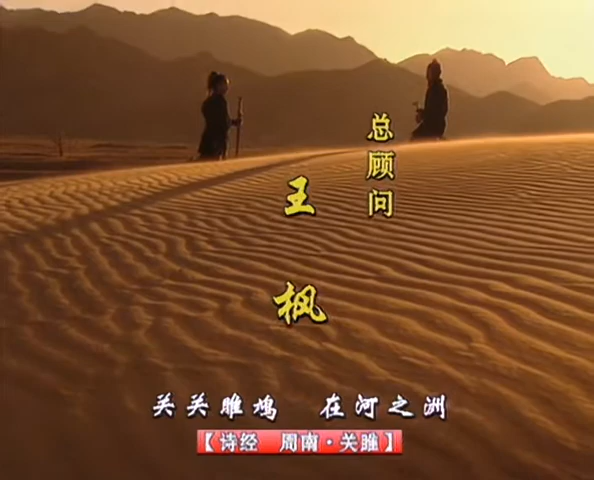 总顾问
王枫
关关雎鸠 在河之洲
【诗经 周南·关雎】